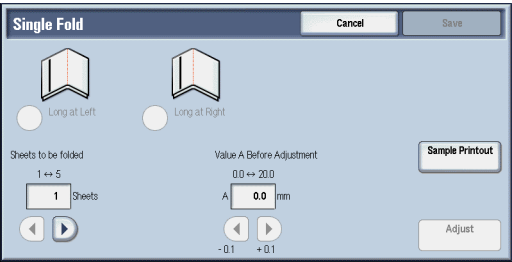 Single Fold
Cancel
Save
Long at Left
Long at Right
Sheets to be folded
1 ↔ 5
1 Sheets
Value A Before Adjustment
0.0 ↔ 20.0
A 0.0 mm
- 0.1 + 0.1
Sample Printout
Adjust